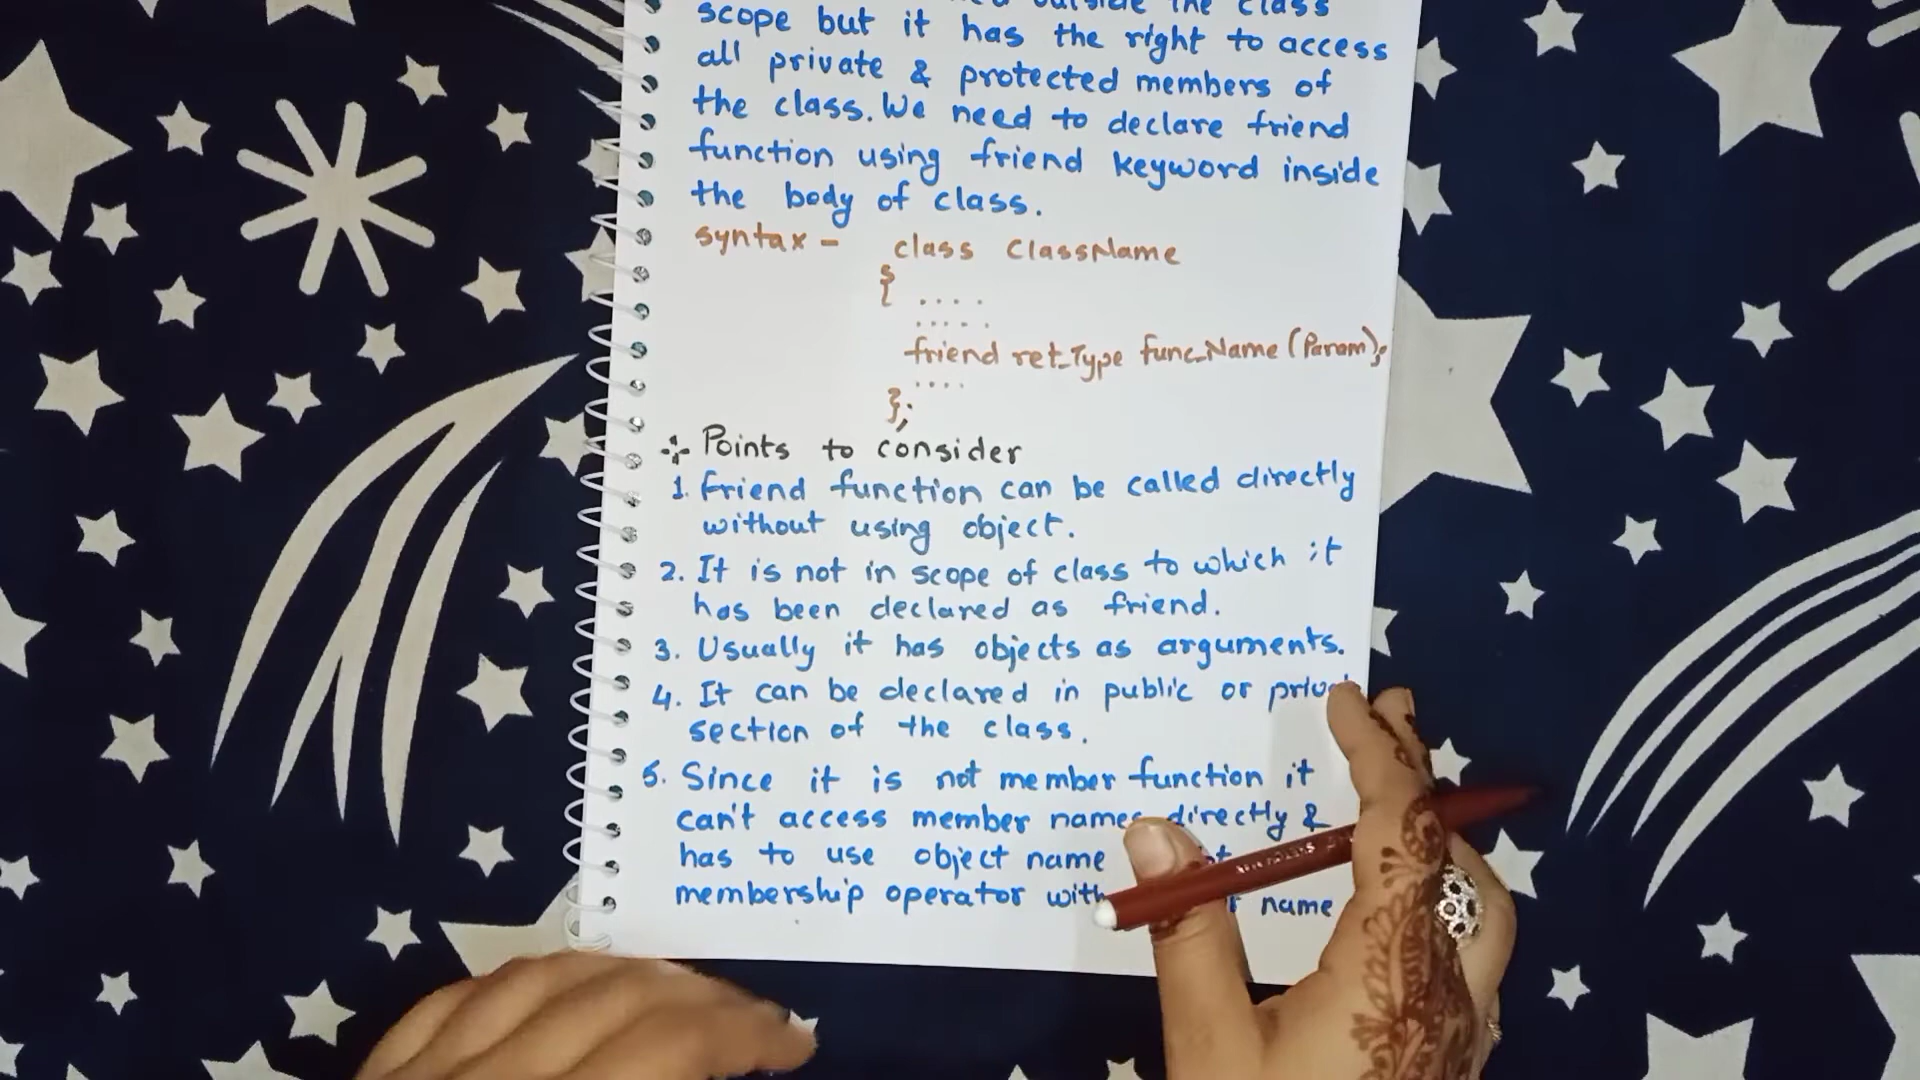 outside the class
scope but it has the right to access
all private & protected members of
the class. We need to declare friend
function using friend keyword inside
the body of class.
syntax - class ClassName
{
....
.....
friend ret_Type func_Name (Param);
....
};
Points to consider
1. Friend function can be called directly
without using object.
2. It is not in scope of class to which it
has been declared as friend.
3. Usually it has objects as arguments.
4. It can be declared in public or
section of the class.
5. Since it is not member function it
can't access member names directly &
has to use object name
membership operator with name